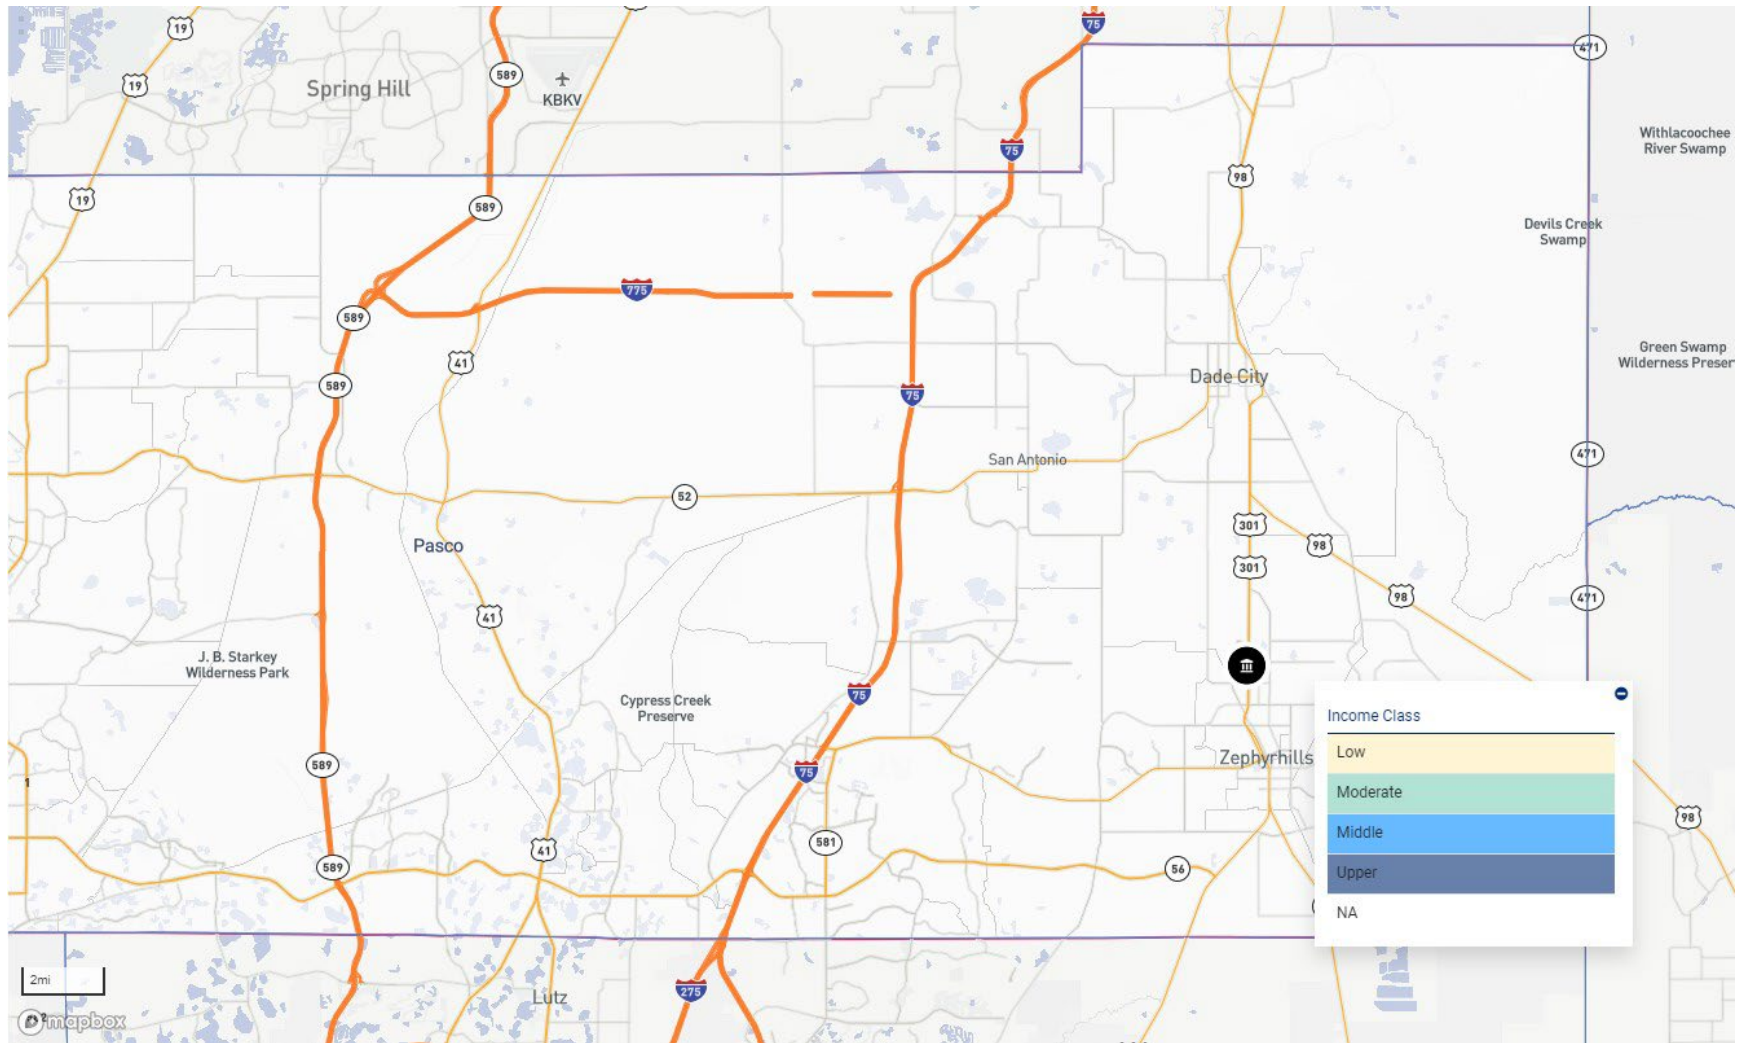 75
19
471
589
Spring Hill
19
KBKV
Withlacoochee
River Swamp
75
98
19
589
Devils Creek
Swamp
775
589
Green Swamp
Wilderness Preser
41
589
Dade City
75
471
San Antonio
52
301
Pasco
98
301
98
471
41
J. B. Starkey
Wilderness Park
75
Cypress Creek
Preserve
Income Class
Low
Moderate
Middle
Upper
NA
Zephyrhills
589
75
1
98
581
41
589
56
2mi
275
Lutz
2
mapbox